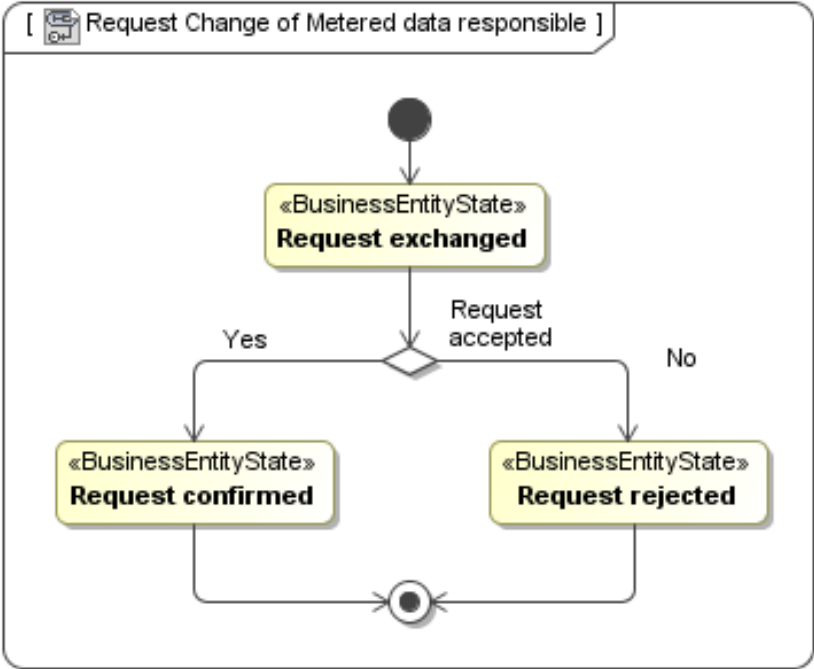 [ Request Change of Metered data responsible ]
«BusinessEntityState»
Request exchanged
Request
accepted
Yes
No
«BusinessEntityState»
Request confirmed
«BusinessEntityState»
Request rejected